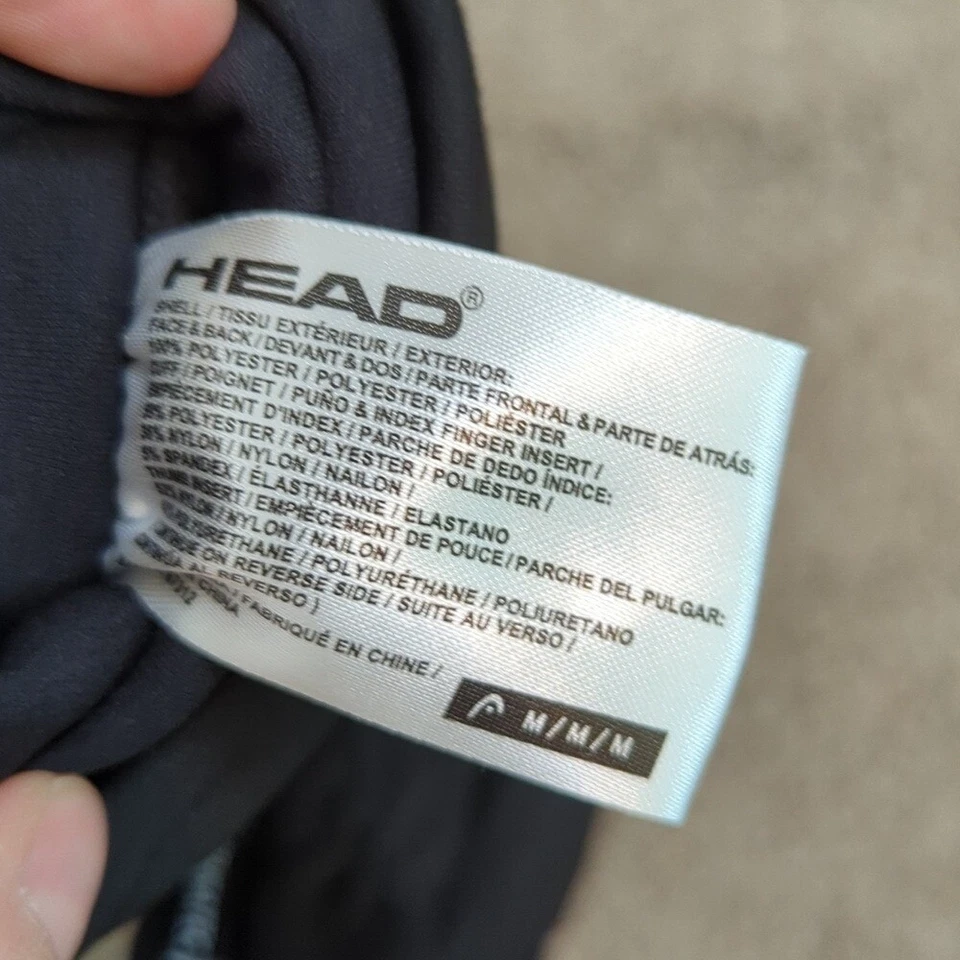 HEAD®
SHELL / TISSU EXTÉRIEUR / EXTERIOR:
FACE & BACK / DEVANT & DOS / PARTE FRONTAL & PARTE DE ATRÁS:
100% POLYESTER / POLYESTER / POLIÉSTER
CUFF / POIGNET / PUÑO & INDEX FINGER INSERT /
EMPIÈCEMENT D'INDEX / PARCHE DE DEDO ÍNDICE:
POLYESTER / POLYESTER / POLIÉSTER /
NYLON / NYLON / NAILON /
SPANDEX / ÉLASTHANNE / ELASTANO
THUMB INSERT / EMPIÈCEMENT DE POUCE / PARCHE DEL PULGAR:
NYLON / NYLON / NAILON /
POLYURETHANE / POLYURÉTHANE / POLIURETANO
ON REVERSE SIDE / SUITE AU VERSO /
AL REVERSO )
CHINA / FABRIQUÉ EN CHINE /
M / M / M